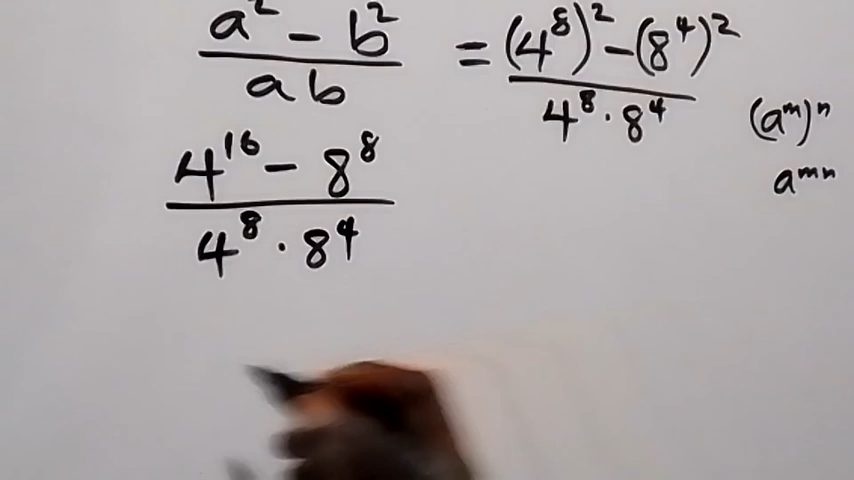 a² - b² / ab = (4⁸)² - (8⁴)² / 4⁸ · 8⁴
(aᵐ)ⁿ
aᵐⁿ
4¹⁶ - 8⁸ / 4⁸ · 8⁴